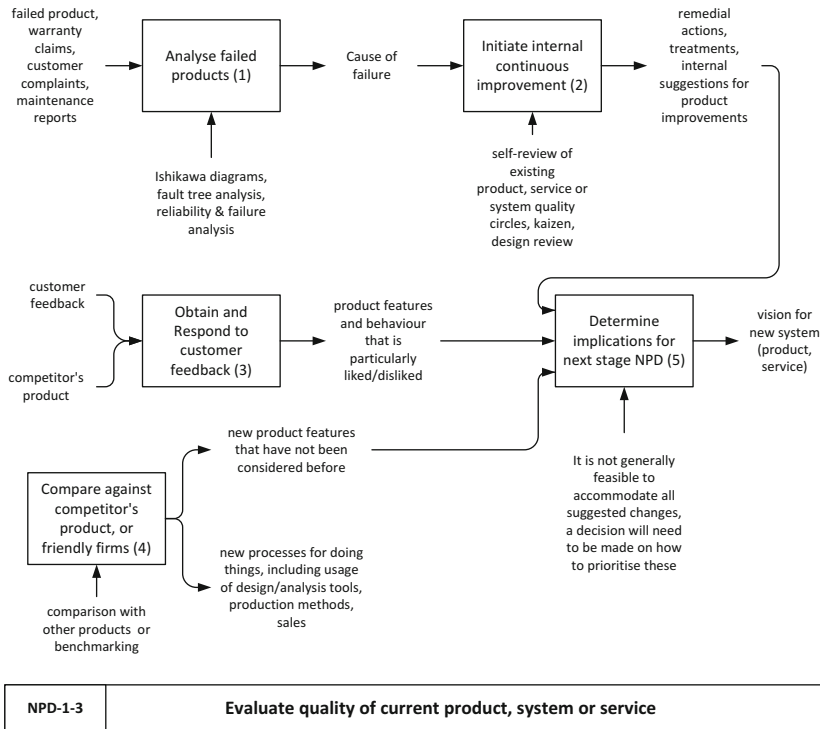 failed product,
warranty
claims,
customer
complaints,
maintenance
reports
Analyse failed
products (1)
Cause of
failure
Initiate internal
continuous
improvement (2)
remedial
actions,
treatments,
internal
suggestions for
product
improvements
Ishikawa diagrams,
fault tree analysis,
reliability & failure
analysis
self-review of
existing
product, service or
system quality
circles, kaizen,
design review
customer
feedback
competitor's
product
Obtain and
Respond to
customer
feedback (3)
product features
and behaviour
that is
particularly
liked/disliked
Determine
implications for
next stage NPD (5)
vision for
new system
(product,
service)
new product features
that have not been
considered before
Compare against
competitor's
product, or
friendly firms (4)
new processes for doing
things, including usage
of design/analysis tools,
production methods,
sales
comparison with
other products or
benchmarking
It is not generally
feasible to
accommodate all
suggested changes,
a decision will need
to be made on how
to prioritise these
NPD-1-3
Evaluate quality of current product, system or service